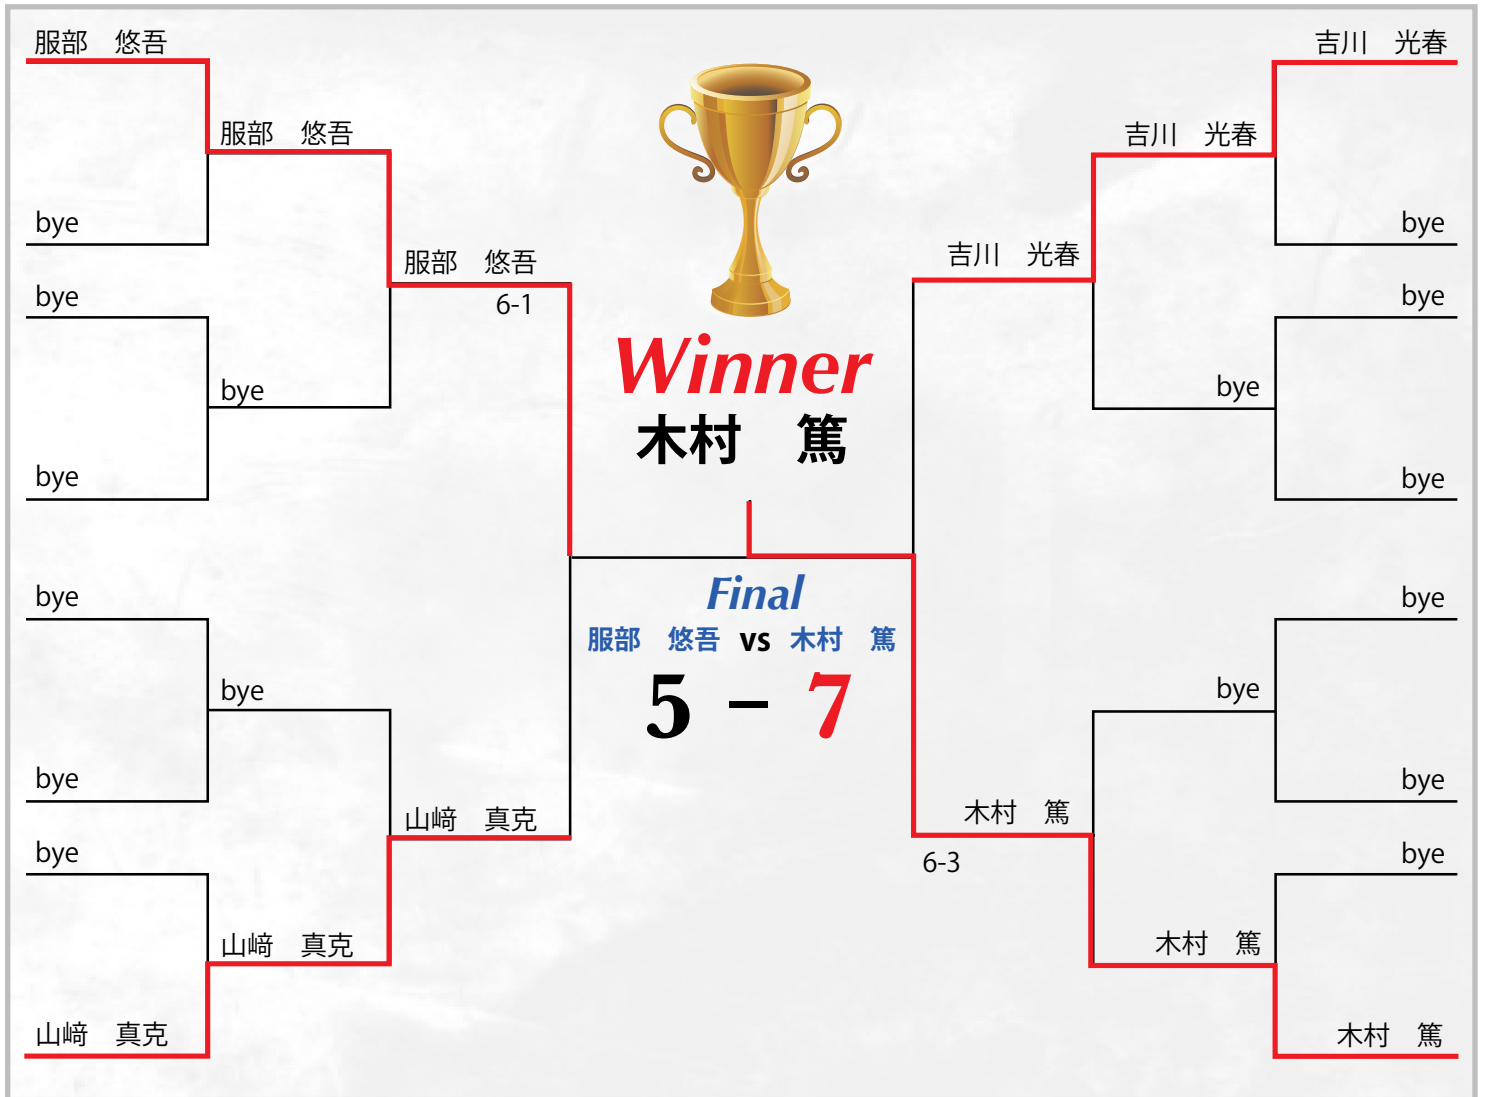 服部　悠吾
吉川　光春
服部　悠吾
吉川　光春
bye
bye
服部　悠吾
吉川　光春
bye
6-1
bye
Winner
bye
bye
木村　篤
bye
bye
Final
bye
bye
服部　悠吾 vs 木村　篤
5 – 7
bye
bye
bye
bye
山﨑　真克
木村　篤
bye
6-3
bye
山﨑　真克
木村　篤
山﨑　真克
木村　篤